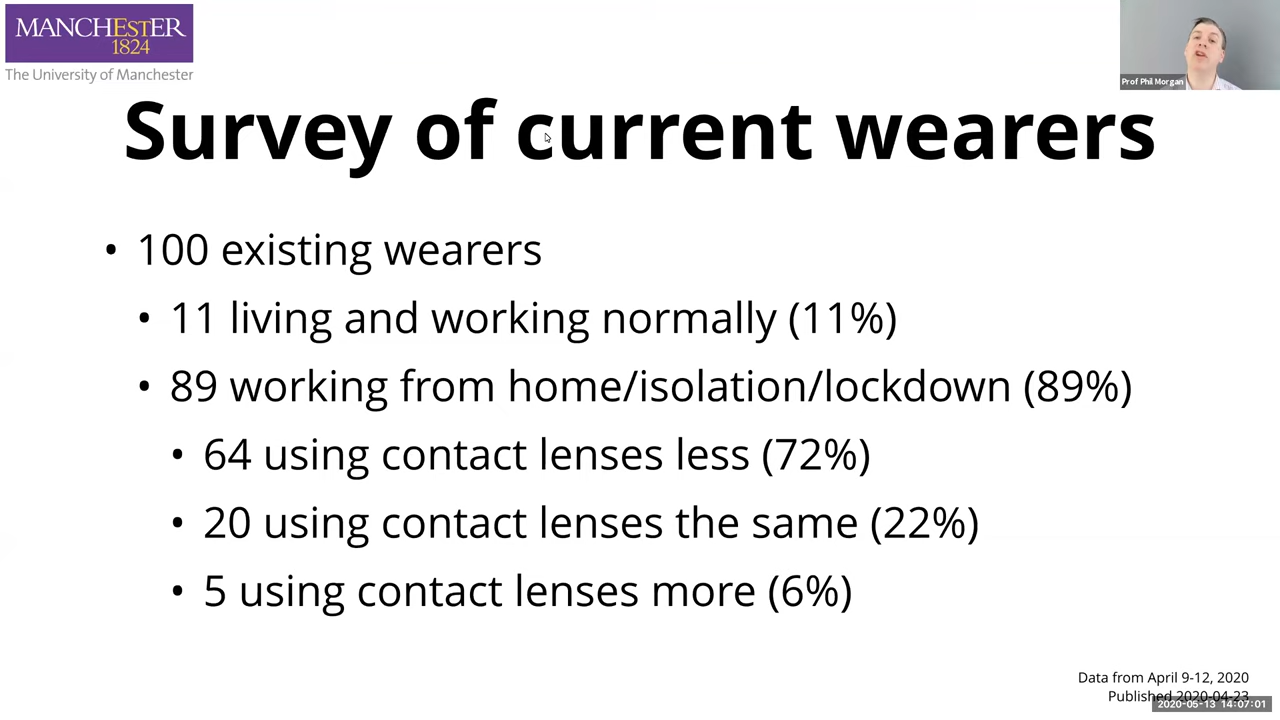 MANCHESTER
1824
The University of Manchester
Prof Phil Morgan
Survey of current wearers
• 100 existing wearers
• 11 living and working normally (11%)
• 89 working from home/isolation/lockdown (89%)
• 64 using contact lenses less (72%)
• 20 using contact lenses the same (22%)
• 5 using contact lenses more (6%)
Data from April 9-12, 2020
Published 2020-04-23
2020-05-13 14:07:01